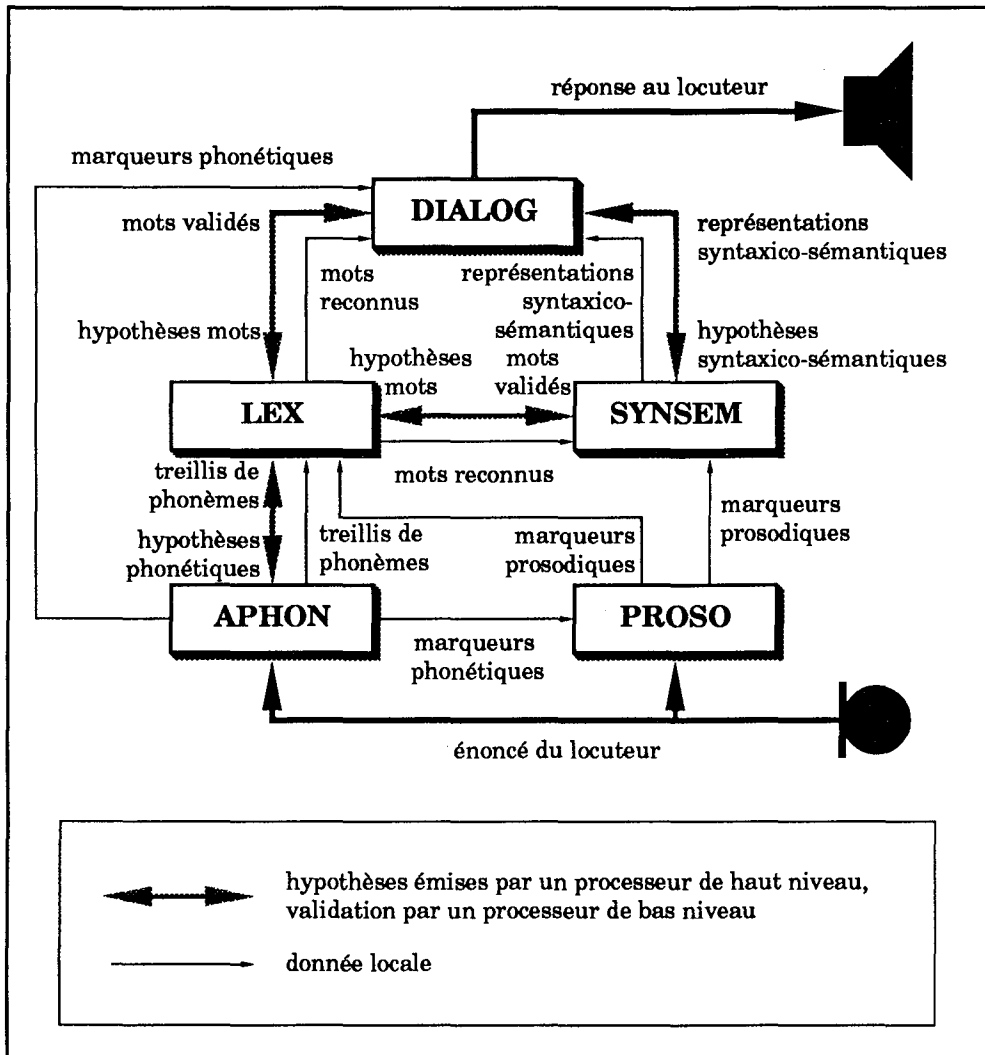 réponse au locuteur
marqueurs phonétiques
DIALOG
mots validés
représentations
syntaxico-sémantiques
mots
reconnus
représentations
syntaxico-
sémantiques
hypothèses mots
hypothèses
syntaxico-sémantiques
hypothèses
mots
mots
validés
LEX
SYNSEM
mots reconnus
treillis de
phonèmes
hypothèses
phonétiques
treillis de
phonèmes
marqueurs
prosodiques
marqueurs
prosodiques
APHON
PROSO
marqueurs
phonétiques
énoncé du locuteur
hypothèses émises par un processeur de haut niveau,
validation par un processeur de bas niveau
donnée locale